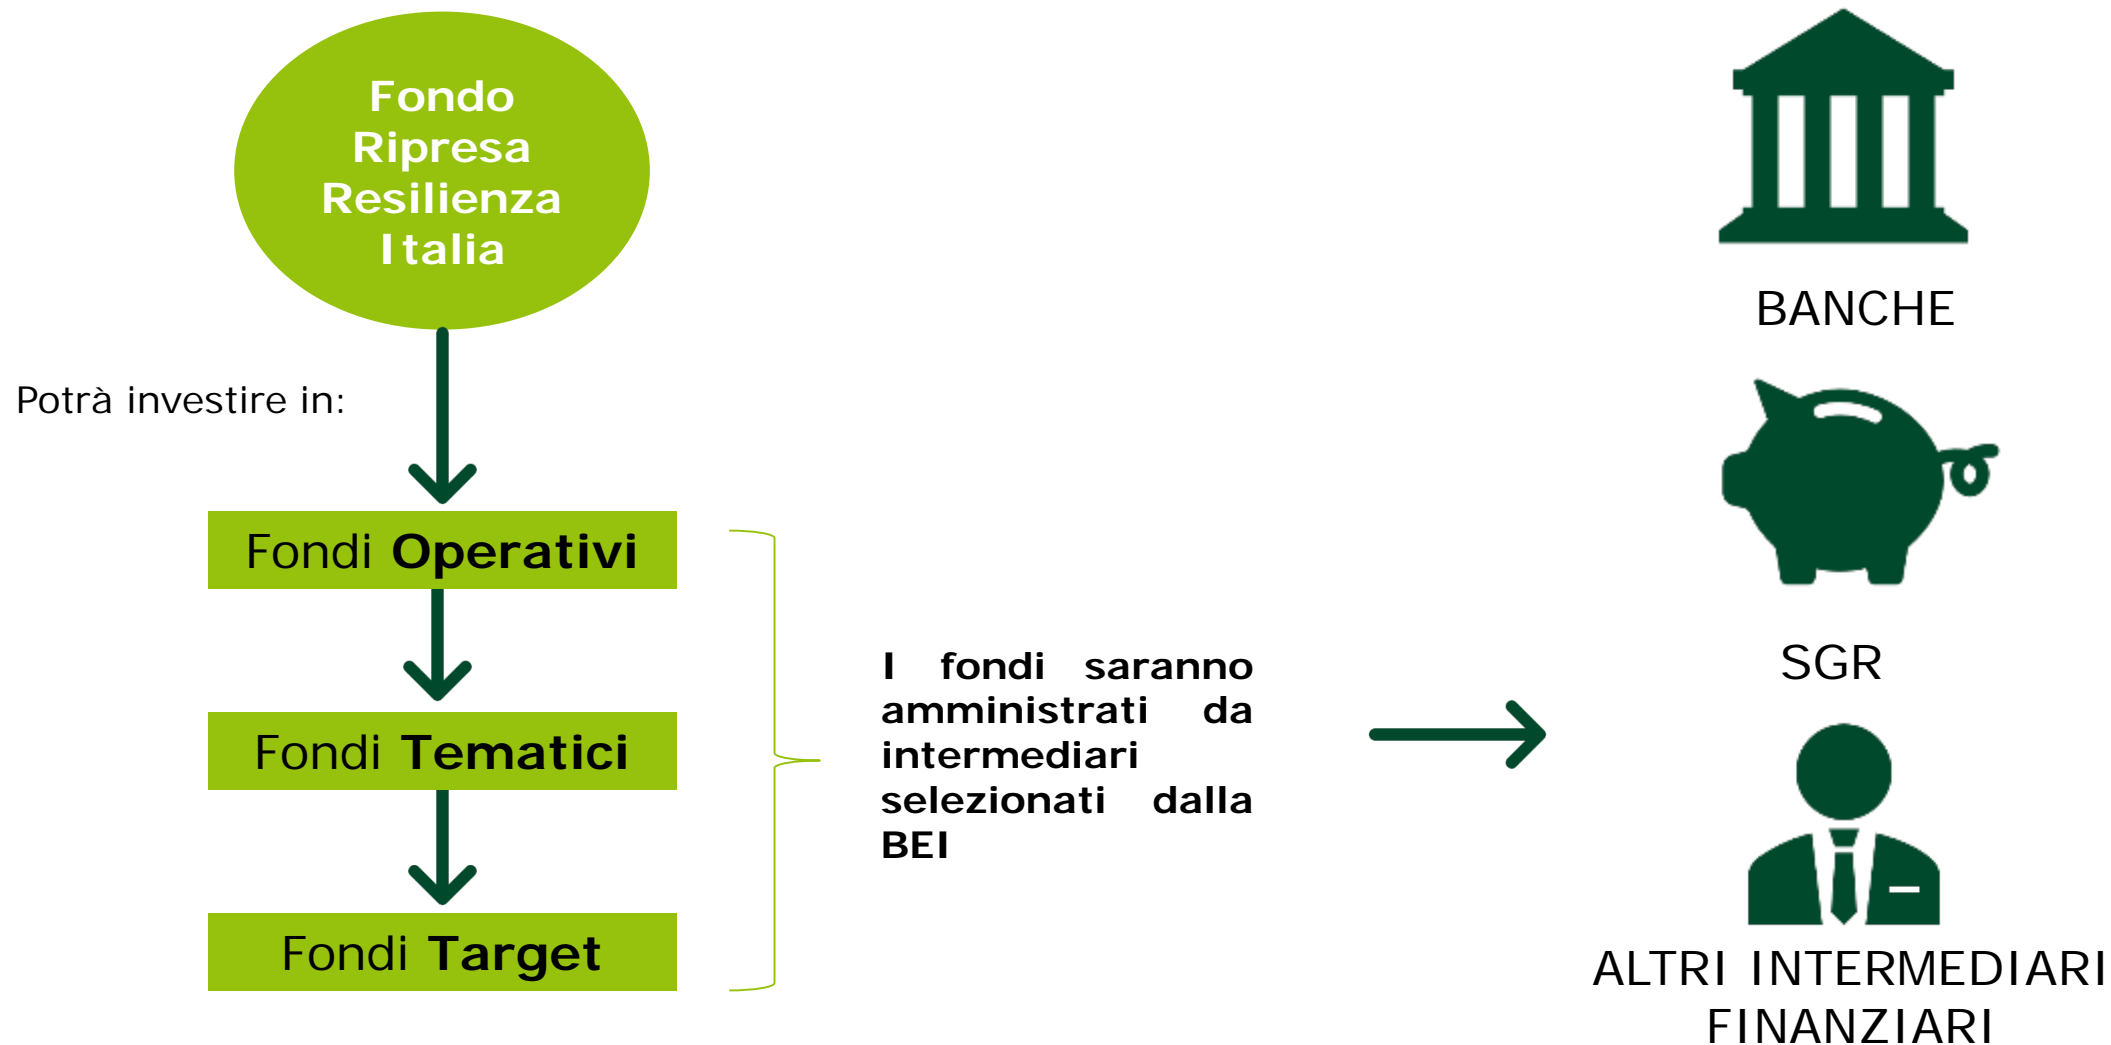 Fondo
Ripresa
Resilienza
Italia
Potrà investire in:
Fondi Operativi
Fondi Tematici
Fondi Target
I fondi saranno
amministrati da
intermediari
selezionati dalla
BEI
BANCHE
SGR
ALTRI INTERMEDIARI
FINANZIARI